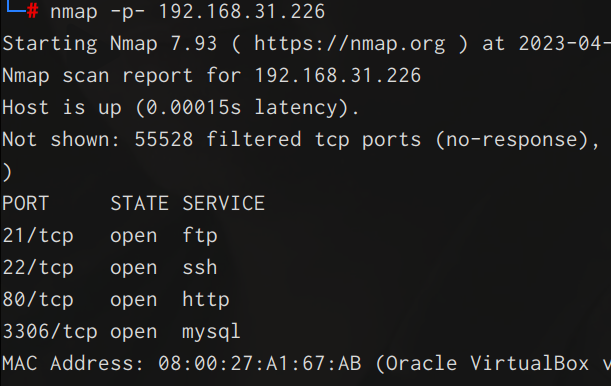 └─# nmap -p- 192.168.31.226
Starting Nmap 7.93 ( https://nmap.org ) at 2023-04-
Nmap scan report for 192.168.31.226
Host is up (0.00015s latency).
Not shown: 55528 filtered tcp ports (no-response),
)
PORT     STATE SERVICE
21/tcp   open  ftp
22/tcp   open  ssh
80/tcp   open  http
3306/tcp open  mysql
MAC Address: 08:00:27:A1:67:AB (Oracle VirtualBox v